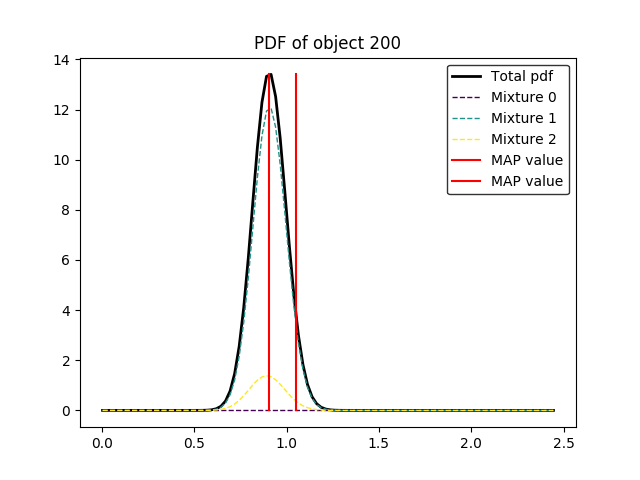 PDF of object 200
14
12
10
8
6
4
2
0
0.0 0.5 1.0 1.5 2.0 2.5
Total pdf
Mixture 0
Mixture 1
Mixture 2
MAP value
MAP value